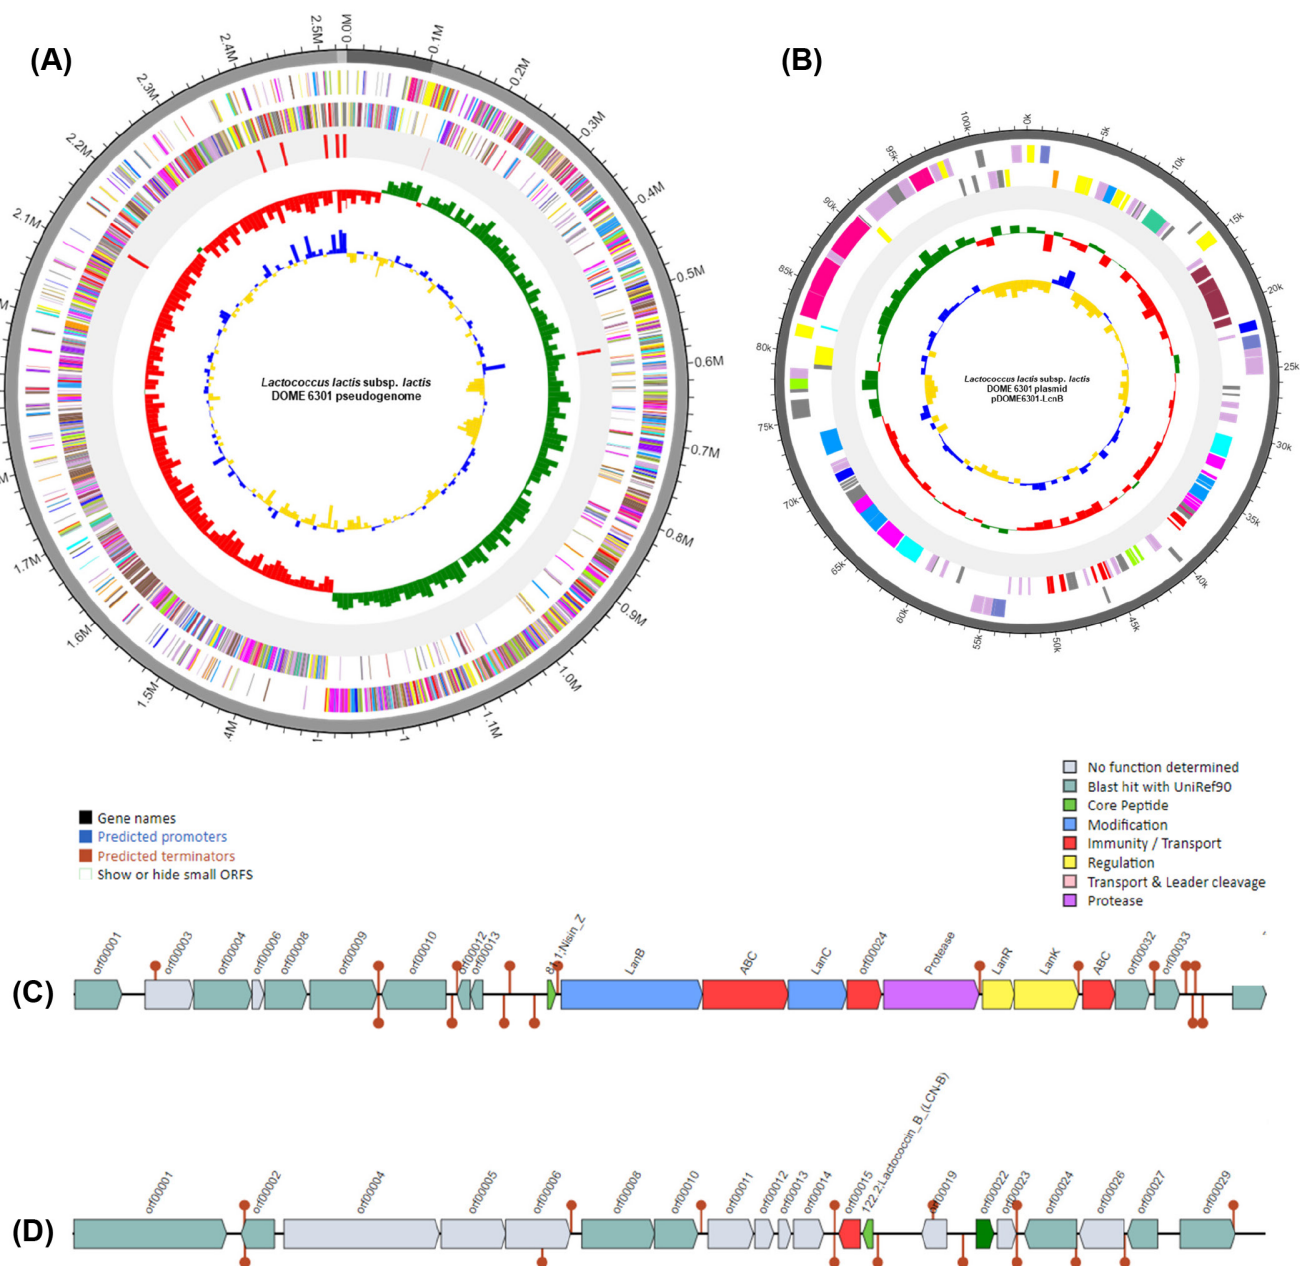 (A)
(B)
2.5M
0.0M
0.1M
0.2M
0.3M
0.4M
0.5M
0.6M
0.7M
0.8M
0.9M
1.0M
1.1M
1
1
.4M
1.5M
1.6M
1.7M
M
M
2.1M
2.2M
2.3M
2.4M
Lactococcus lactis subsp. lactis
DOME 6301 pseudogenome
0k
5k
10k
15k
20k
25k
30k
35k
40k
45k
50k
55k
60k
65k
70k
75k
80k
85k
90k
95k
100k
Lactococcus lactis subsp. lactis
DOME 6301 plasmid
pDOME6301-LcnB
Gene names
Predicted promoters
Predicted terminators
Show or hide small ORFS
No function determined
Blast hit with UniRef90
Core Peptide
Modification
Immunity / Transport
Regulation
Transport & Leader cleavage
Protease
(C)
orf00001
orf00003
orf00004
orf00006
orf00008
orf00009
orf00010
orf00012
orf00013
84.1;Nisin_Z
LanB
ABC
LanC
orf00024
Protease
LanR
LanK
ABC
orf00032
orf00033
(D)
orf00001
orf00002
orf00004
orf00005
orf00006
orf00008
orf00010
orf00011
orf00012
orf00013
orf00014
orf00015
122.2;Lactococcin_B_(LCN-B)
orf00019
orf00022
orf00023
orf00024
orf00026
orf00027
orf00029